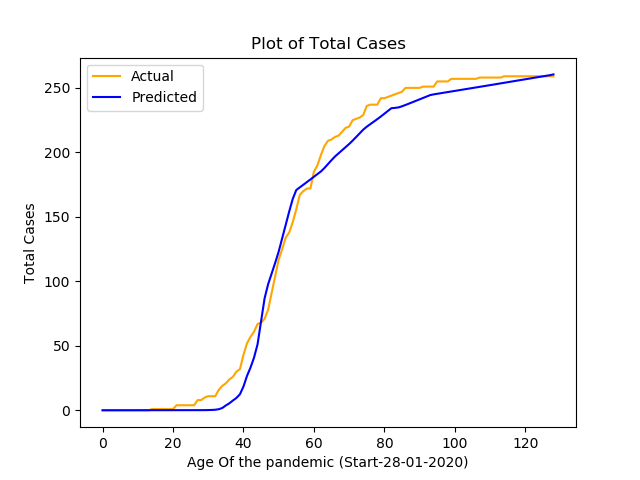 Plot of Total Cases
Actual
Predicted
250
200
150
100
50
0
Total Cases
0 20 40 60 80 100 120
Age Of the pandemic (Start-28-01-2020)